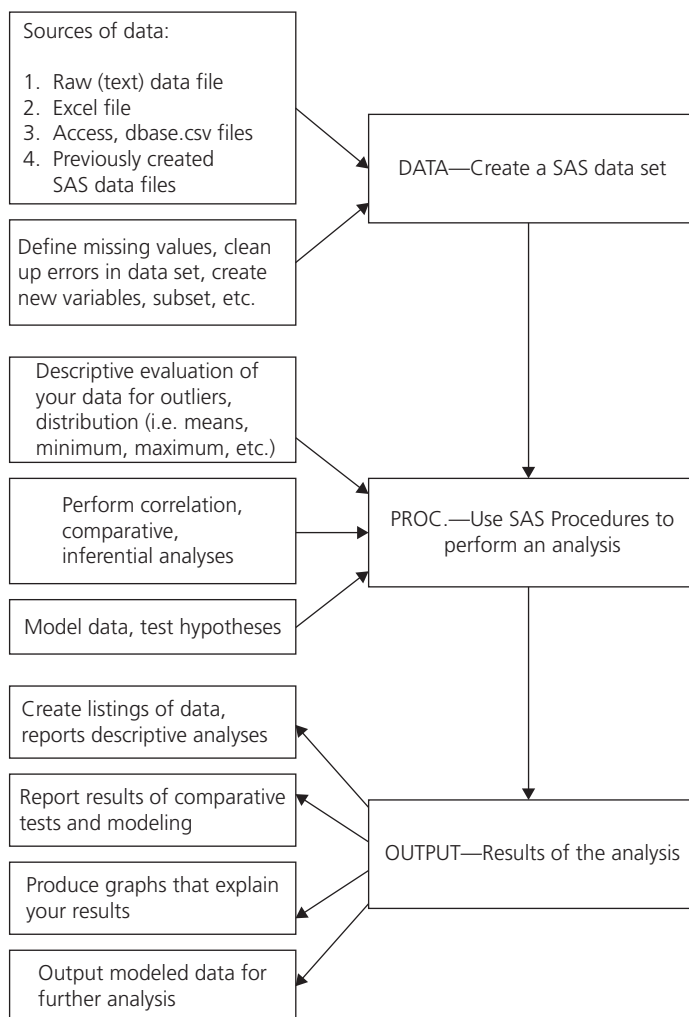 Sources of data:
1. Raw (text) data file
2. Excel file
3. Access, dbase.csv files
4. Previously created
SAS data files
DATA—Create a SAS data set
Define missing values, clean
up errors in data set, create
new variables, subset, etc.
Descriptive evaluation of
your data for outliers,
distribution (i.e. means,
minimum, maximum, etc.)
Perform correlation,
comparative,
inferential analyses
PROC.—Use SAS Procedures to
perform an analysis
Model data, test hypotheses
Create listings of data,
reports descriptive analyses
Report results of comparative
tests and modeling
OUTPUT—Results of the analysis
Produce graphs that explain
your results
Output modeled data for
further analysis